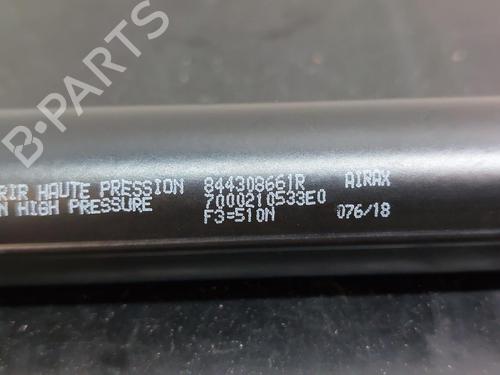 B-PARTS
RIR HAUTE PRESSION 844308661R AIRAX
N HIGH PRESSURE 7000210533E0
F3=510N 076/18